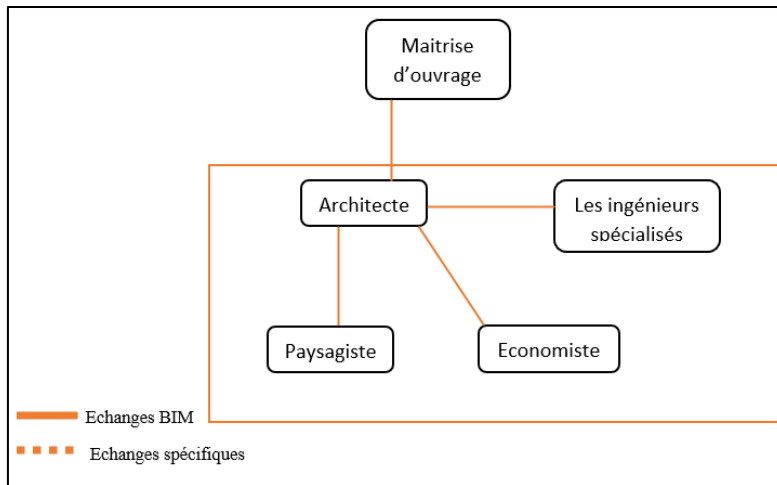 Maitrise
d'ouvrage
Architecte
Les ingénieurs
spécialisés
Paysagiste
Economiste
Echanges BIM
Echanges spécifiques